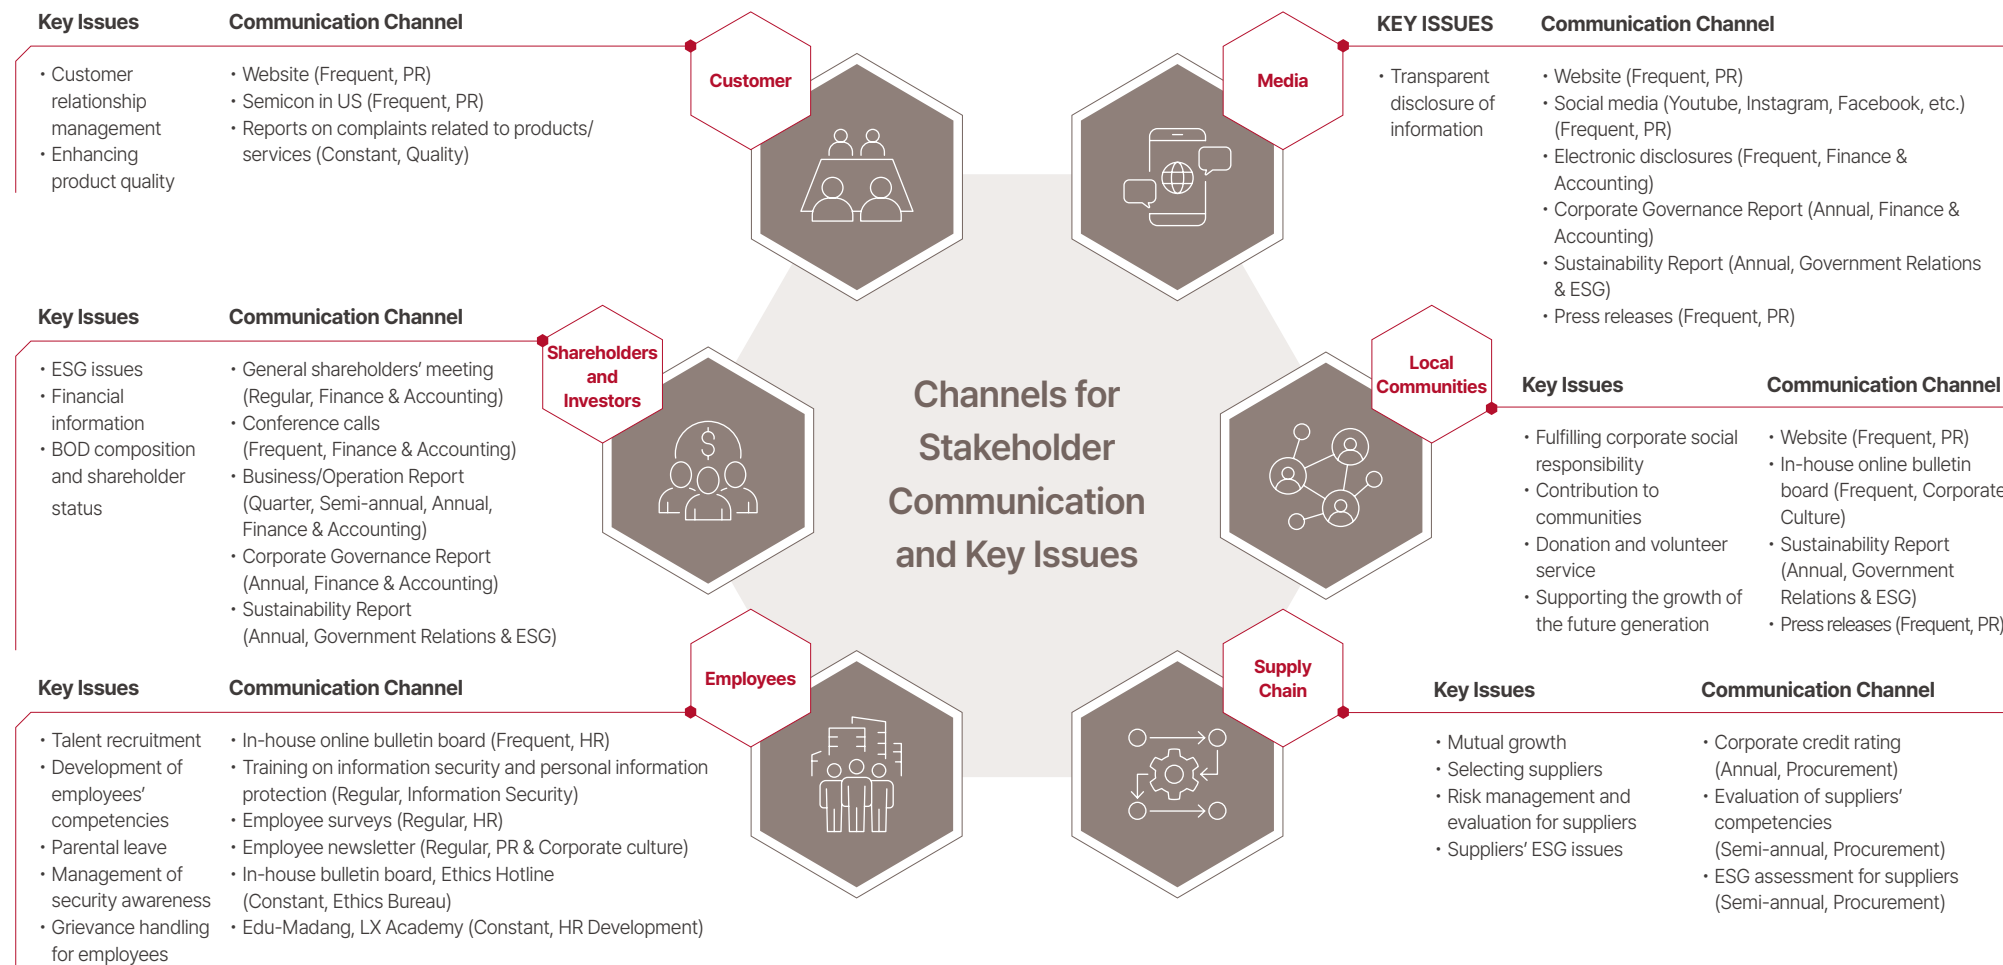 Key Issues
Communication Channel
Customer
• Customer
relationship
management
• Enhancing
product quality
• Website (Frequent, PR)
• Semicon in US (Frequent, PR)
• Reports on complaints related to products/
services (Constant, Quality)
Media
KEY ISSUES
Communication Channel
• Transparent
disclosure of
information
• Website (Frequent, PR)
• Social media (Youtube, Instagram, Facebook, etc.)
(Frequent, PR)
• Electronic disclosures (Frequent, Finance &
Accounting)
• Corporate Governance Report (Annual, Finance &
Accounting)
• Sustainability Report (Annual, Government Relations
& ESG)
• Press releases (Frequent, PR)
Key Issues
Communication Channel
Shareholders
and
Investors
• ESG issues
• Financial
information
• BOD composition
and shareholder
status
• General shareholders’ meeting
(Regular, Finance & Accounting)
• Conference calls
(Frequent, Finance & Accounting)
• Business/Operation Report
(Quarter, Semi-annual, Annual,
Finance & Accounting)
• Corporate Governance Report
(Annual, Finance & Accounting)
• Sustainability Report
(Annual, Government Relations & ESG)
Channels for
Stakeholder
Communication
and Key Issues
Local
Communities
Key Issues
Communication Channel
• Fulfilling corporate social
responsibility
• Contribution to
communities
• Donation and volunteer
service
• Supporting the growth of
the future generation
• Website (Frequent, PR)
• In-house online bulletin
board (Frequent, Corporate
Culture)
• Sustainability Report
(Annual, Government
Relations & ESG)
• Press releases (Frequent, PR)
Key Issues
Communication Channel
Employees
• Talent recruitment
• Development of
employees’
competencies
• Parental leave
• Management of
security awareness
• Grievance handling
for employees
• In-house online bulletin board (Frequent, HR)
• Training on information security and personal information
protection (Regular, Information Security)
• Employee surveys (Regular, HR)
• Employee newsletter (Regular, PR & Corporate culture)
• In-house bulletin board, Ethics Hotline
(Constant, Ethics Bureau)
• Edu-Madang, LX Academy (Constant, HR Development)
Supply
Chain
Key Issues
Communication Channel
• Mutual growth
• Selecting suppliers
• Risk management and
evaluation for suppliers
• Suppliers’ ESG issues
• Corporate credit rating
(Annual, Procurement)
• Evaluation of suppliers’
competencies
(Semi-annual, Procurement)
• ESG assessment for suppliers
(Semi-annual, Procurement)